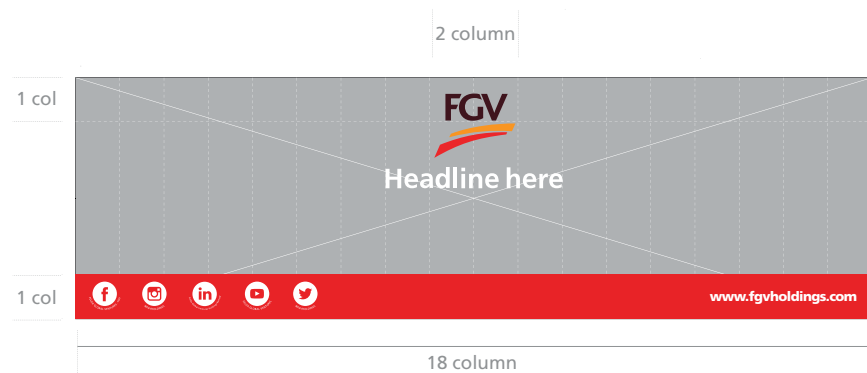 2 column
1 col
FGV
Headline here
1 col
www.fgvholdings.com
18 column